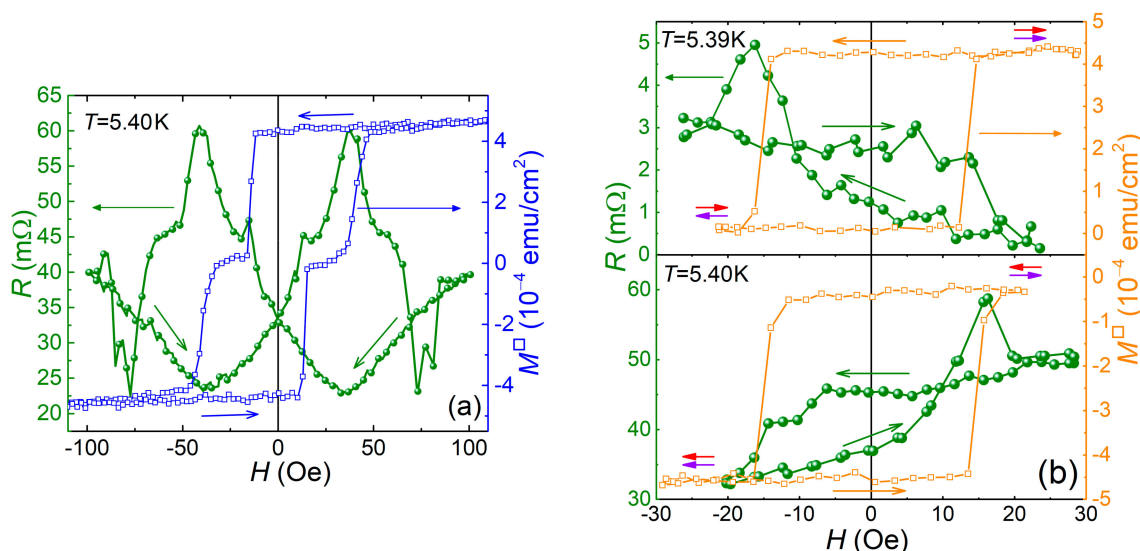 65
60
55
50
45
40
35
30
25
20
R (mΩ)
T=5.40K
4
2
0
-2
-4
M□ (10⁻⁴ emu/cm²)
(a)
-100 -50 0 50 100
H (Oe)
T=5.39K
5
4
3
2
1
0
R (mΩ)
5
4
3
2
1
0
T=5.40K
60
50
40
30
0
-1
-2
-3
-4
-5
M□ (10⁻⁴ emu/cm²)
(b)
-30 -20 -10 0 10 20 30
H (Oe)